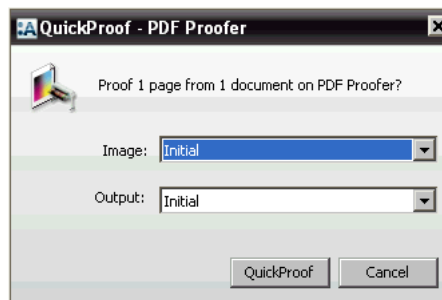 QuickProof - PDF Proofer
Proof 1 page from 1 document on PDF Proofer?
Image: Initial
Output: Initial
QuickProof Cancel